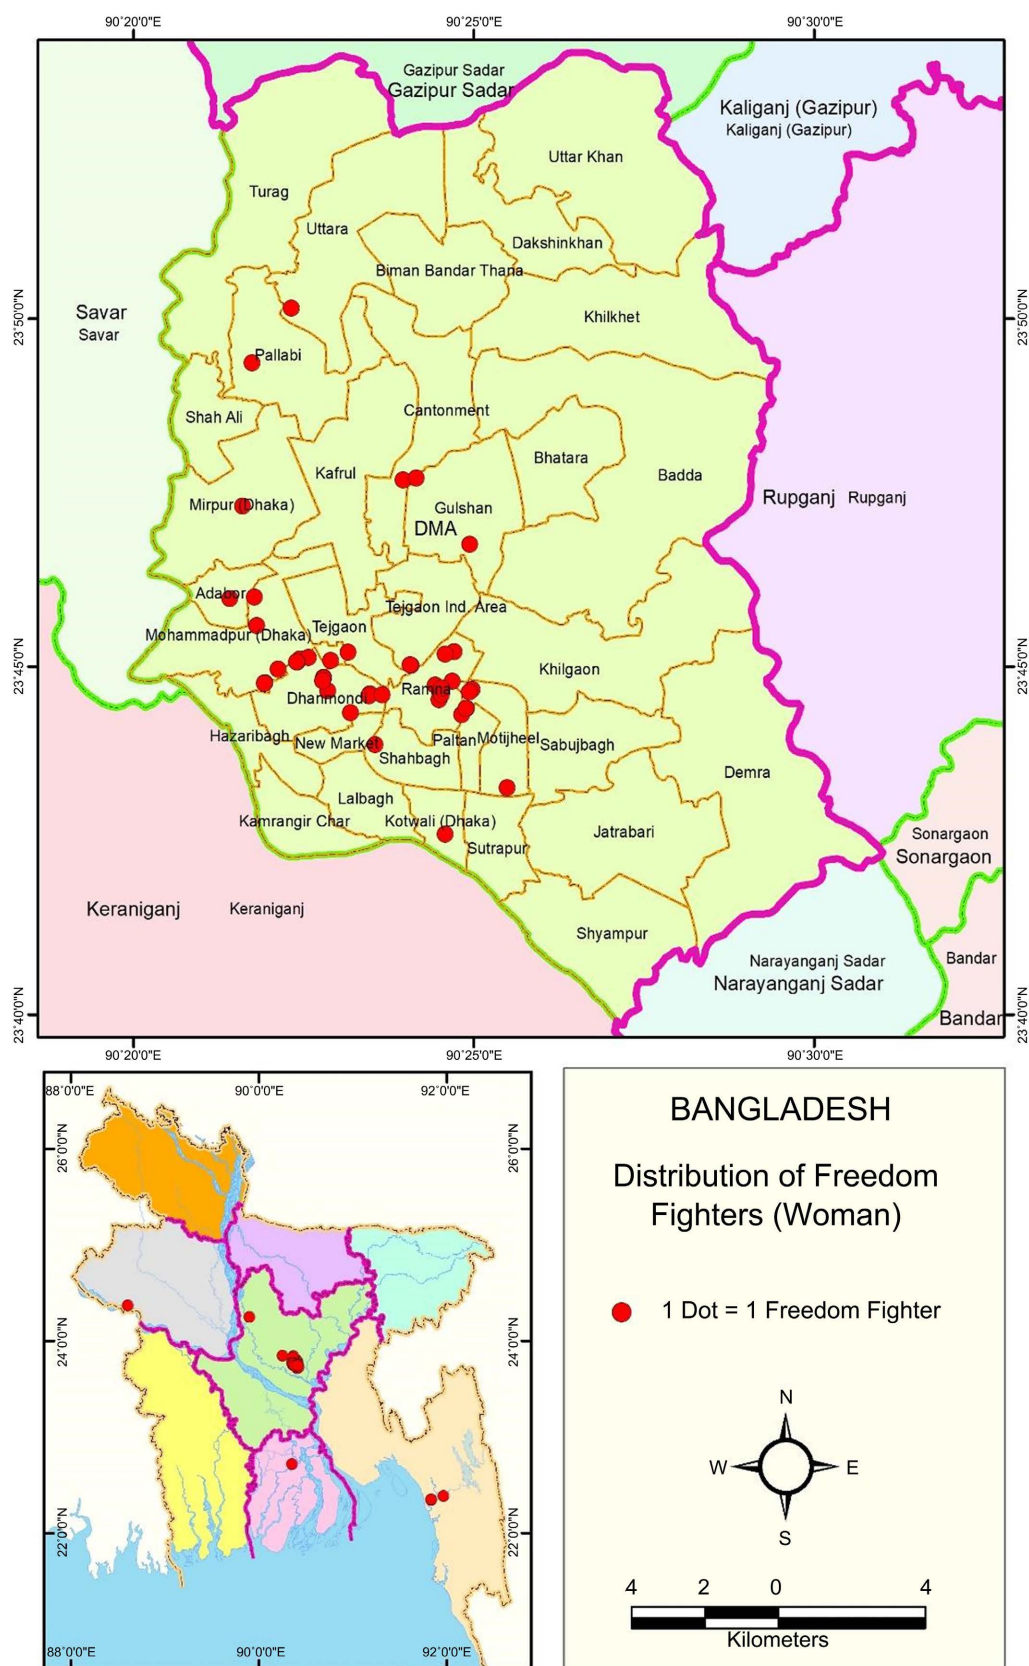 90°20'0"E 90°25'0"E 90°30'0"E
Gazipur Sadar
Gazipur Sadar
Kaliganj (Gazipur)
Kaliganj (Gazipur)
Uttar Khan
Turag
Uttara
Dakshinkhan
Biman Bandar Thana
23°50'0"N
Savar
Savar
Khilkhet
23°50'0"N
Pallabi
Cantonment
Shah Ali
Bhatara
Kafrul
Badda
Rupganj Rupganj
Mirpur (Dhaka)
Gulshan
DMA
Adabor
Tejgaon Ind. Area
Tejgaon
Mohammadpur (Dhaka)
23°45'0"N
23°45'0"N
Khilgaon
Ramna
Dhanmondi
Hazaribagh
New Market
Paltan
Motijheel
Sabujbagh
Shahbagh
Demra
Lalbagh
Kamrangir Char
Kotwali (Dhaka)
Jatrabari
Sonargaon
Sonargaon
Sutrapur
Keraniganj Keraniganj
Shyampur
Narayanganj Sadar
Narayanganj Sadar
Bandar
Bandar
23°40'0"N
23°40'0"N
90°20'0"E 90°25'0"E 90°30'0"E
88°0'0"E 90°0'0"E 92°0'0"E
26°0'0"N
24°0'0"N
24°0'0"N
22°0'0"N
22°0'0"N
88°0'0"E 90°0'0"E 92°0'0"E
26°0'0"N
BANGLADESH
Distribution of Freedom
Fighters (Woman)
1 Dot = 1 Freedom Fighter
N
W E
S
4 2 0 4
Kilometers